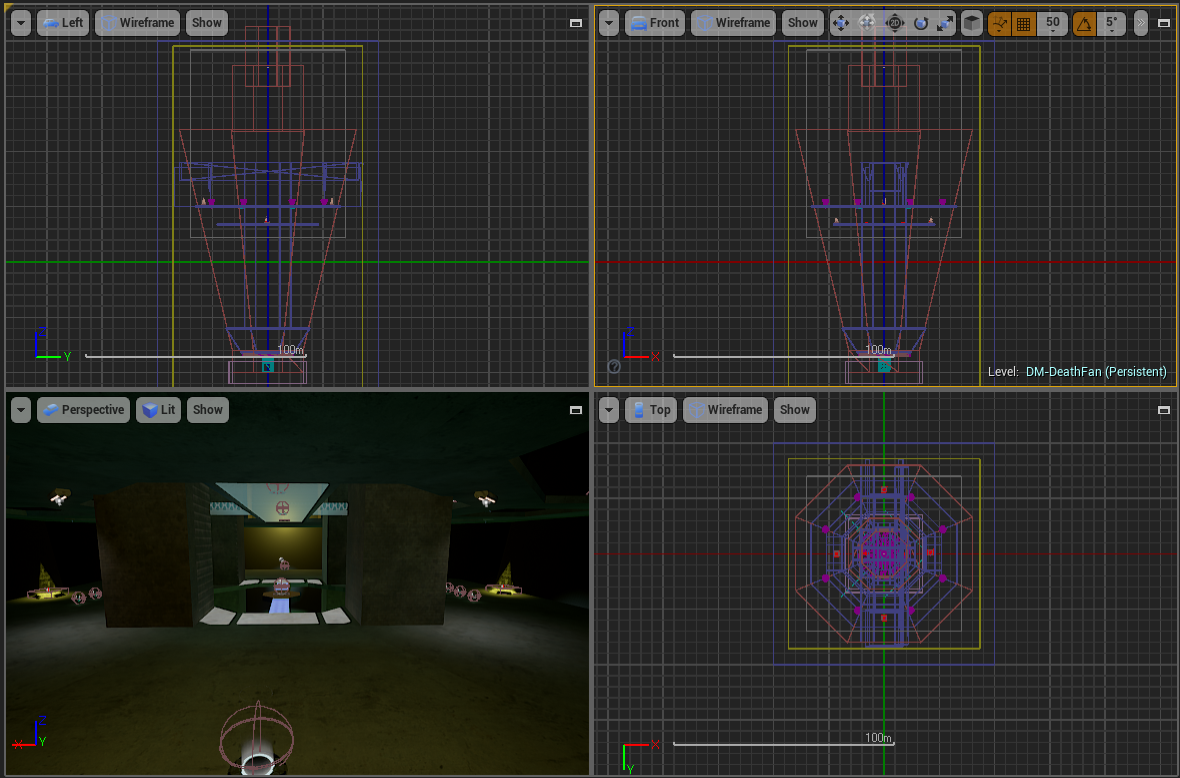 Left Wireframe Show
Front Wireframe Show 2D 50 5° »
100m
Y
100m
X
?
Level: DM-DeathFan (Persistent)
Perspective Lit Show
Top Wireframe Show
Z
X Y
100m
X
Y